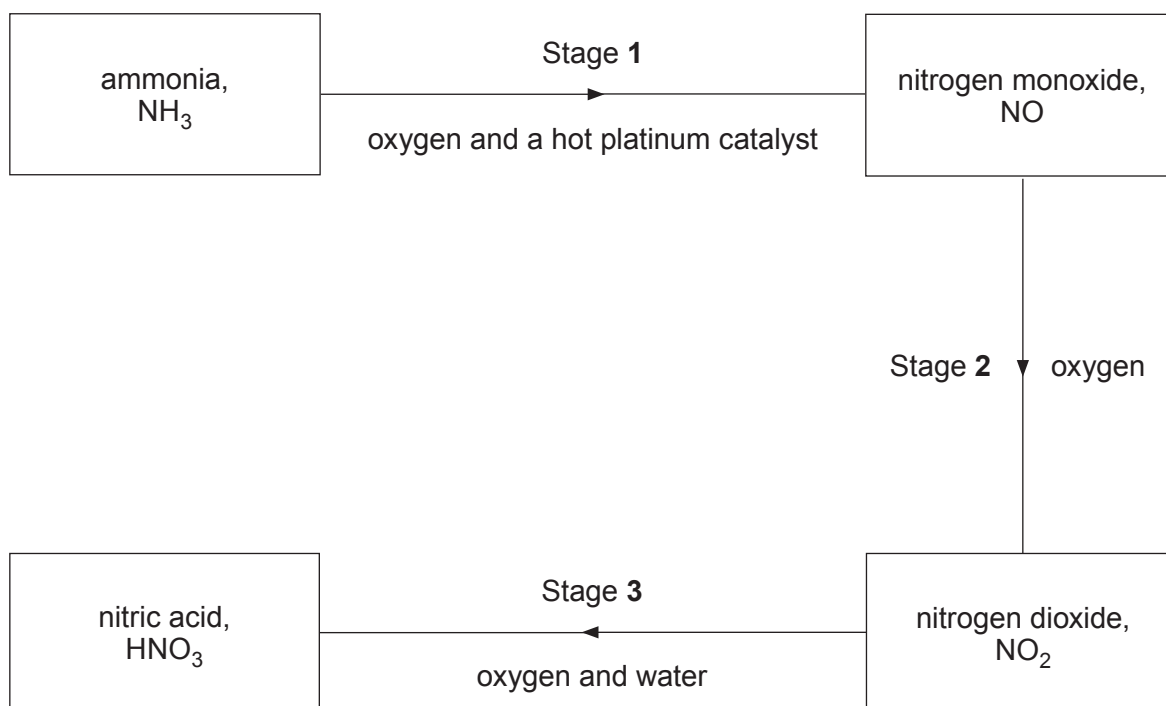 ammonia,
NH₃
Stage 1
oxygen and a hot platinum catalyst
nitrogen monoxide,
NO
Stage 2
oxygen
nitrogen dioxide,
NO₂
Stage 3
oxygen and water
nitric acid,
HNO₃